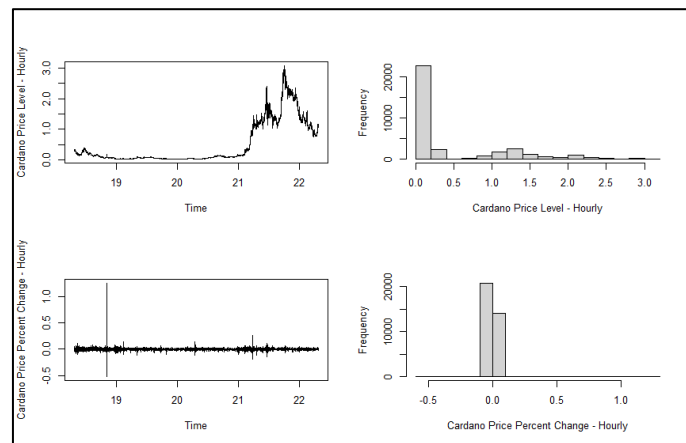 Cardano Price Level - Hourly
0.0 1.0 2.0 3.0
19 20 21 22
Time
Frequency
0 10000 20000
0.0 0.5 1.0 1.5 2.0 2.5 3.0
Cardano Price Level - Hourly
Cardano Price Percent Change - Hourly
-0.5 0.0 0.5 1.0
19 20 21 22
Time
Frequency
0 10000 20000
-0.5 0.0 0.5 1.0
Cardano Price Percent Change - Hourly